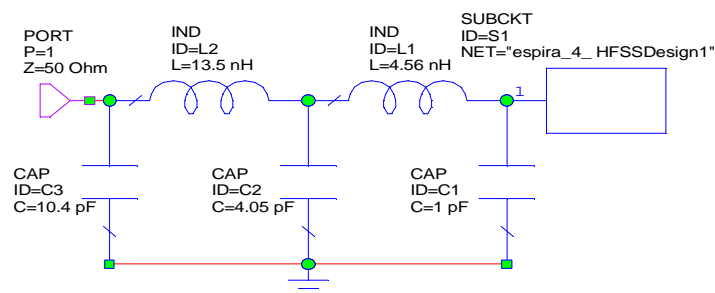 PORT
P=1
Z=50 Ohm
IND
ID=L2
L=13.5 nH
IND
ID=L1
L=4.56 nH
SUBCKT
ID=S1
NET="espira_4_ HFSSDesign1"
1
CAP
ID=C3
C=10.4 pF
CAP
ID=C2
C=4.05 pF
CAP
ID=C1
C=1 pF